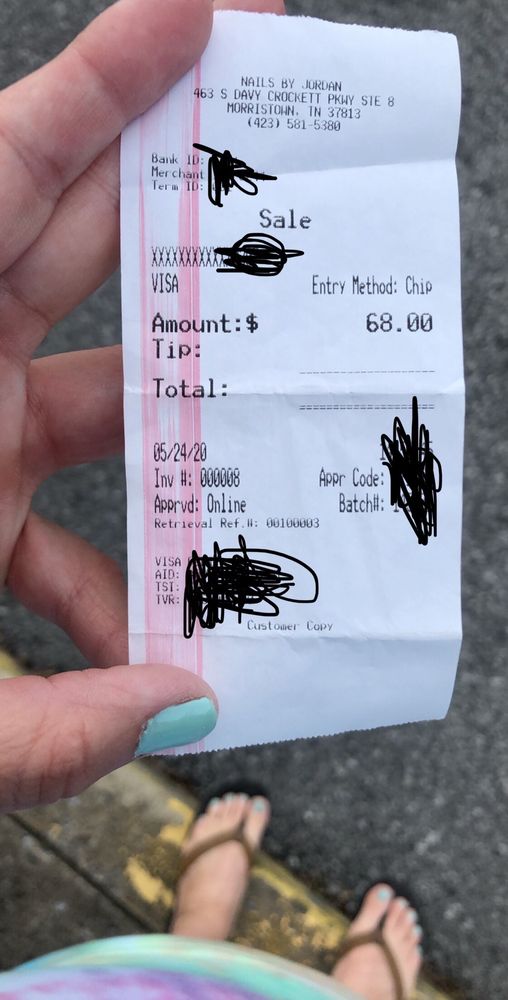 NAILS BY JORDAN
463 S DAVY CROCKETT PKWY STE 8
MORRISTOWN, TN 37813
(423) 581-5380
Bank ID:
Merchant
Term ID:
Sale
XXXXXXXXXX
VISA Entry Method: Chip
Amount:$ 68.00
Tip:
Total:
05/24/20
Inv #: 000008 Appr Code:
Apprvd: Online Batch#:
Retrieval Ref.#: 00100003
VISA
AID:
TSI:
TVR:
Customer Copy